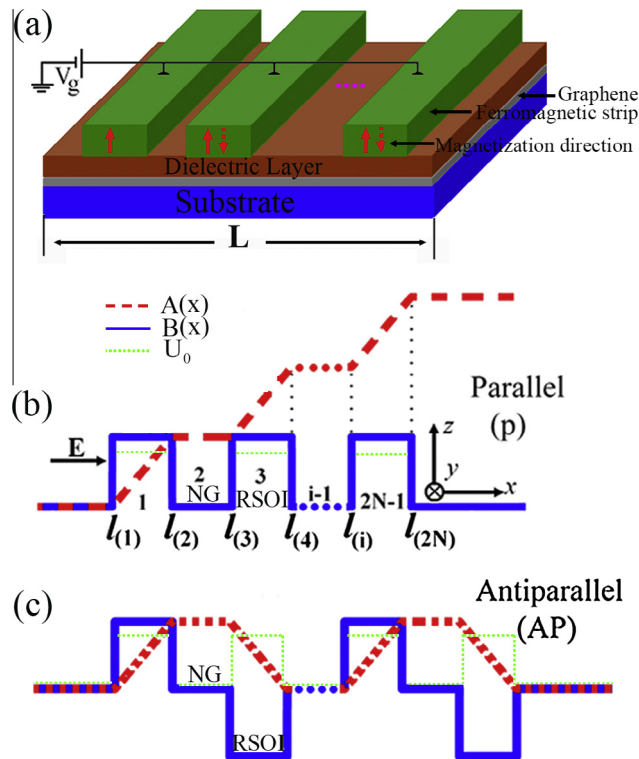 (a)
V_g
Graphene
Ferromagnetic strip
Magnetization direction
Dielectric Layer
Substrate
L
A(x)
B(x)
U_0
(b)
Parallel
(p)
E
z
y
x
1
2
3
i-1
2N-1
NG
RSOI
l_(1)
l_(2)
l_(3)
l_(4)
l_(i)
l_(2N)
(c)
Antiparallel
(AP)
NG
RSOI